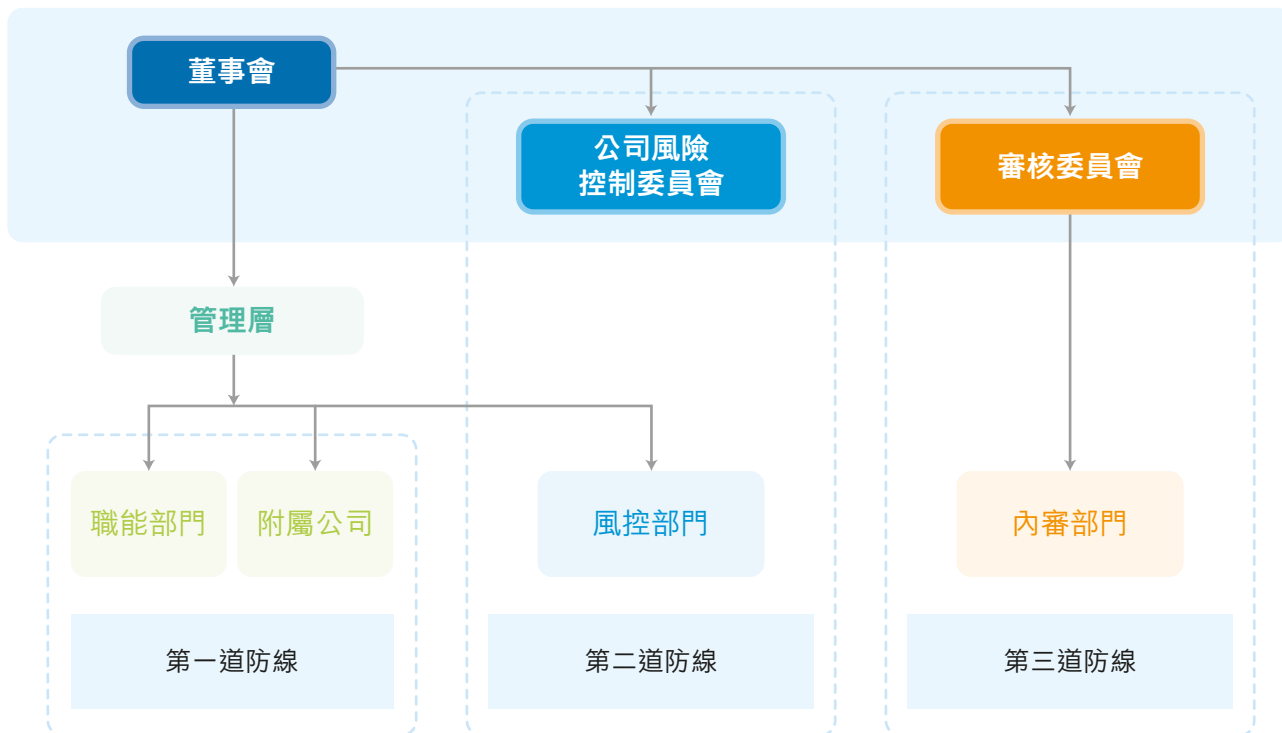 董事會
公司風險
控制委員會
審核委員會
管理層
職能部門
附屬公司
風控部門
內審部門
第一道防線
第二道防線
第三道防線